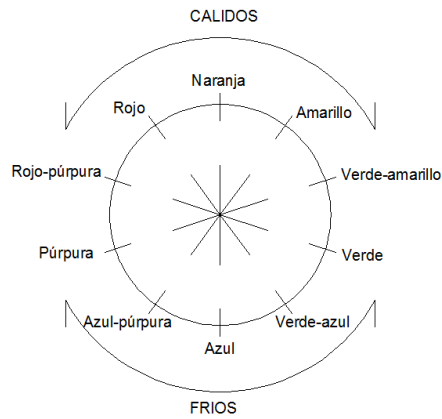 CALIDOS
Naranja
Rojo
Amarillo
Rojo-púrpura
Verde-amarillo
Púrpura
Verde
Azul-púrpura
Verde-azul
Azul
FRIOS